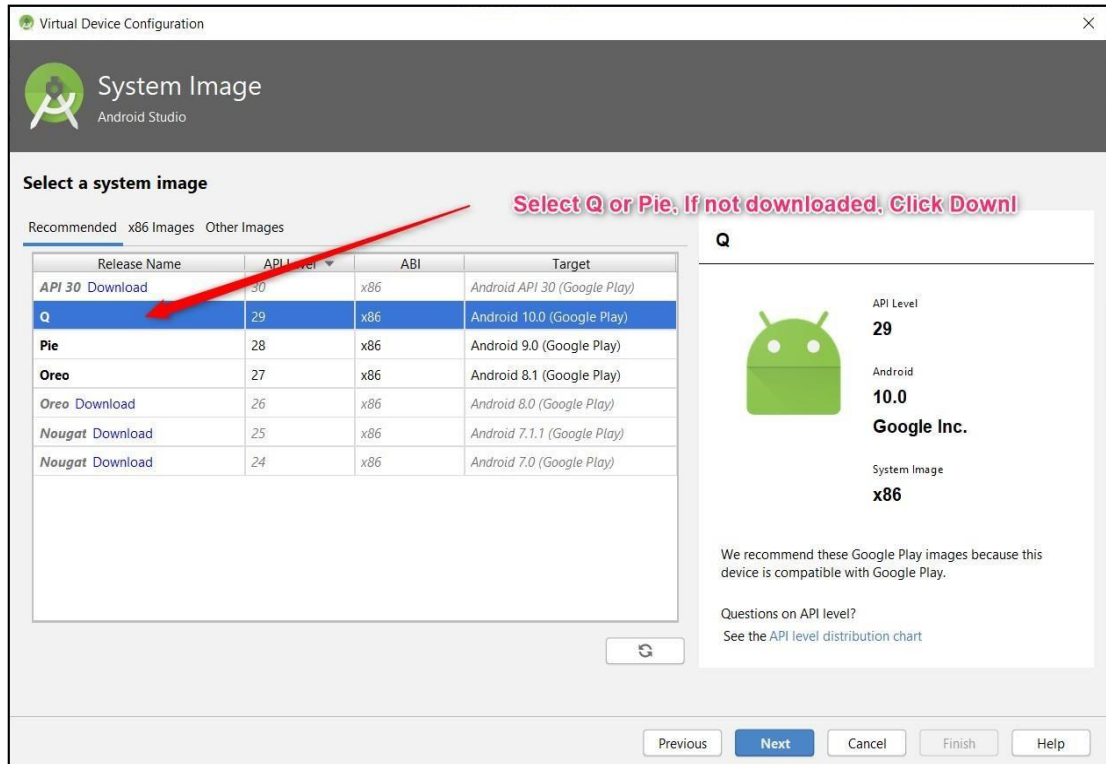 Virtual Device Configuration
System Image
Android Studio
Select a system image
Select Q or Pie, If not downloaded, Click Downl
Recommended x86 Images Other Images
Release Name API Level ABI Target
API 30 Download 30 x86 Android API 30 (Google Play)
Q 29 x86 Android 10.0 (Google Play)
Pie 28 x86 Android 9.0 (Google Play)
Oreo 27 x86 Android 8.1 (Google Play)
Oreo Download 26 x86 Android 8.0 (Google Play)
Nougat Download 25 x86 Android 7.1.1 (Google Play)
Nougat Download 24 x86 Android 7.0 (Google Play)
Q
API Level
29
Android
10.0
Google Inc.
System Image
x86
We recommend these Google Play images because this
device is compatible with Google Play.
Questions on API level?
See the API level distribution chart
Previous Next Cancel Finish Help